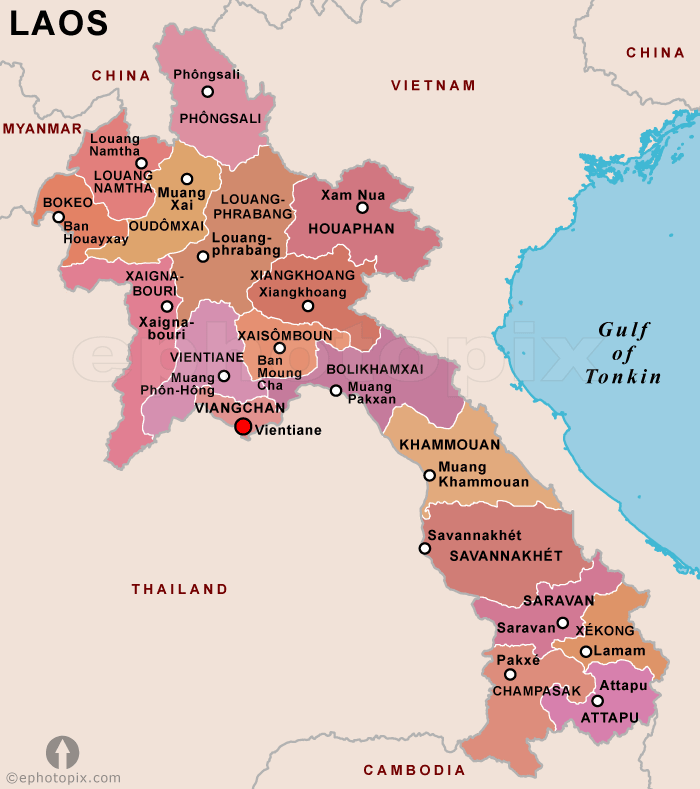 LAOS
CHINA
CHINA
VIETNAM
MYANMAR
Phôngsali
PHÔNGSALI
Louang
Namtha
LOUANG
NAMTHA
Muang
Xai
OUDÔMXAI
BOKEO
Ban
Houayxay
LOUANG-
PHRABANG
Louang-
phrabang
Xam Nua
HOUAPHAN
XIANGKHOANG
Xiangkhoang
XAIGNA-
BOURI
Xaigna-
bouri
XAISÔMBOUN
Ban
Moung
Cha
VIENTIANE
Muang
Phón-Hông
BOLIKHAMXAI
Muang
Pakxan
VIANGCHAN
Vientiane
Gulf
of
Tonkin
ephotopix
KHAMMOUAN
Muang
Khammouan
Savannakhét
SAVANNAKHÉT
THAILAND
SARAVAN
Saravan
XÉKONG
Lamam
Pakxé
CHAMPASAK
Attapu
ATTAPU
CAMBODIA
©ephotopix.com